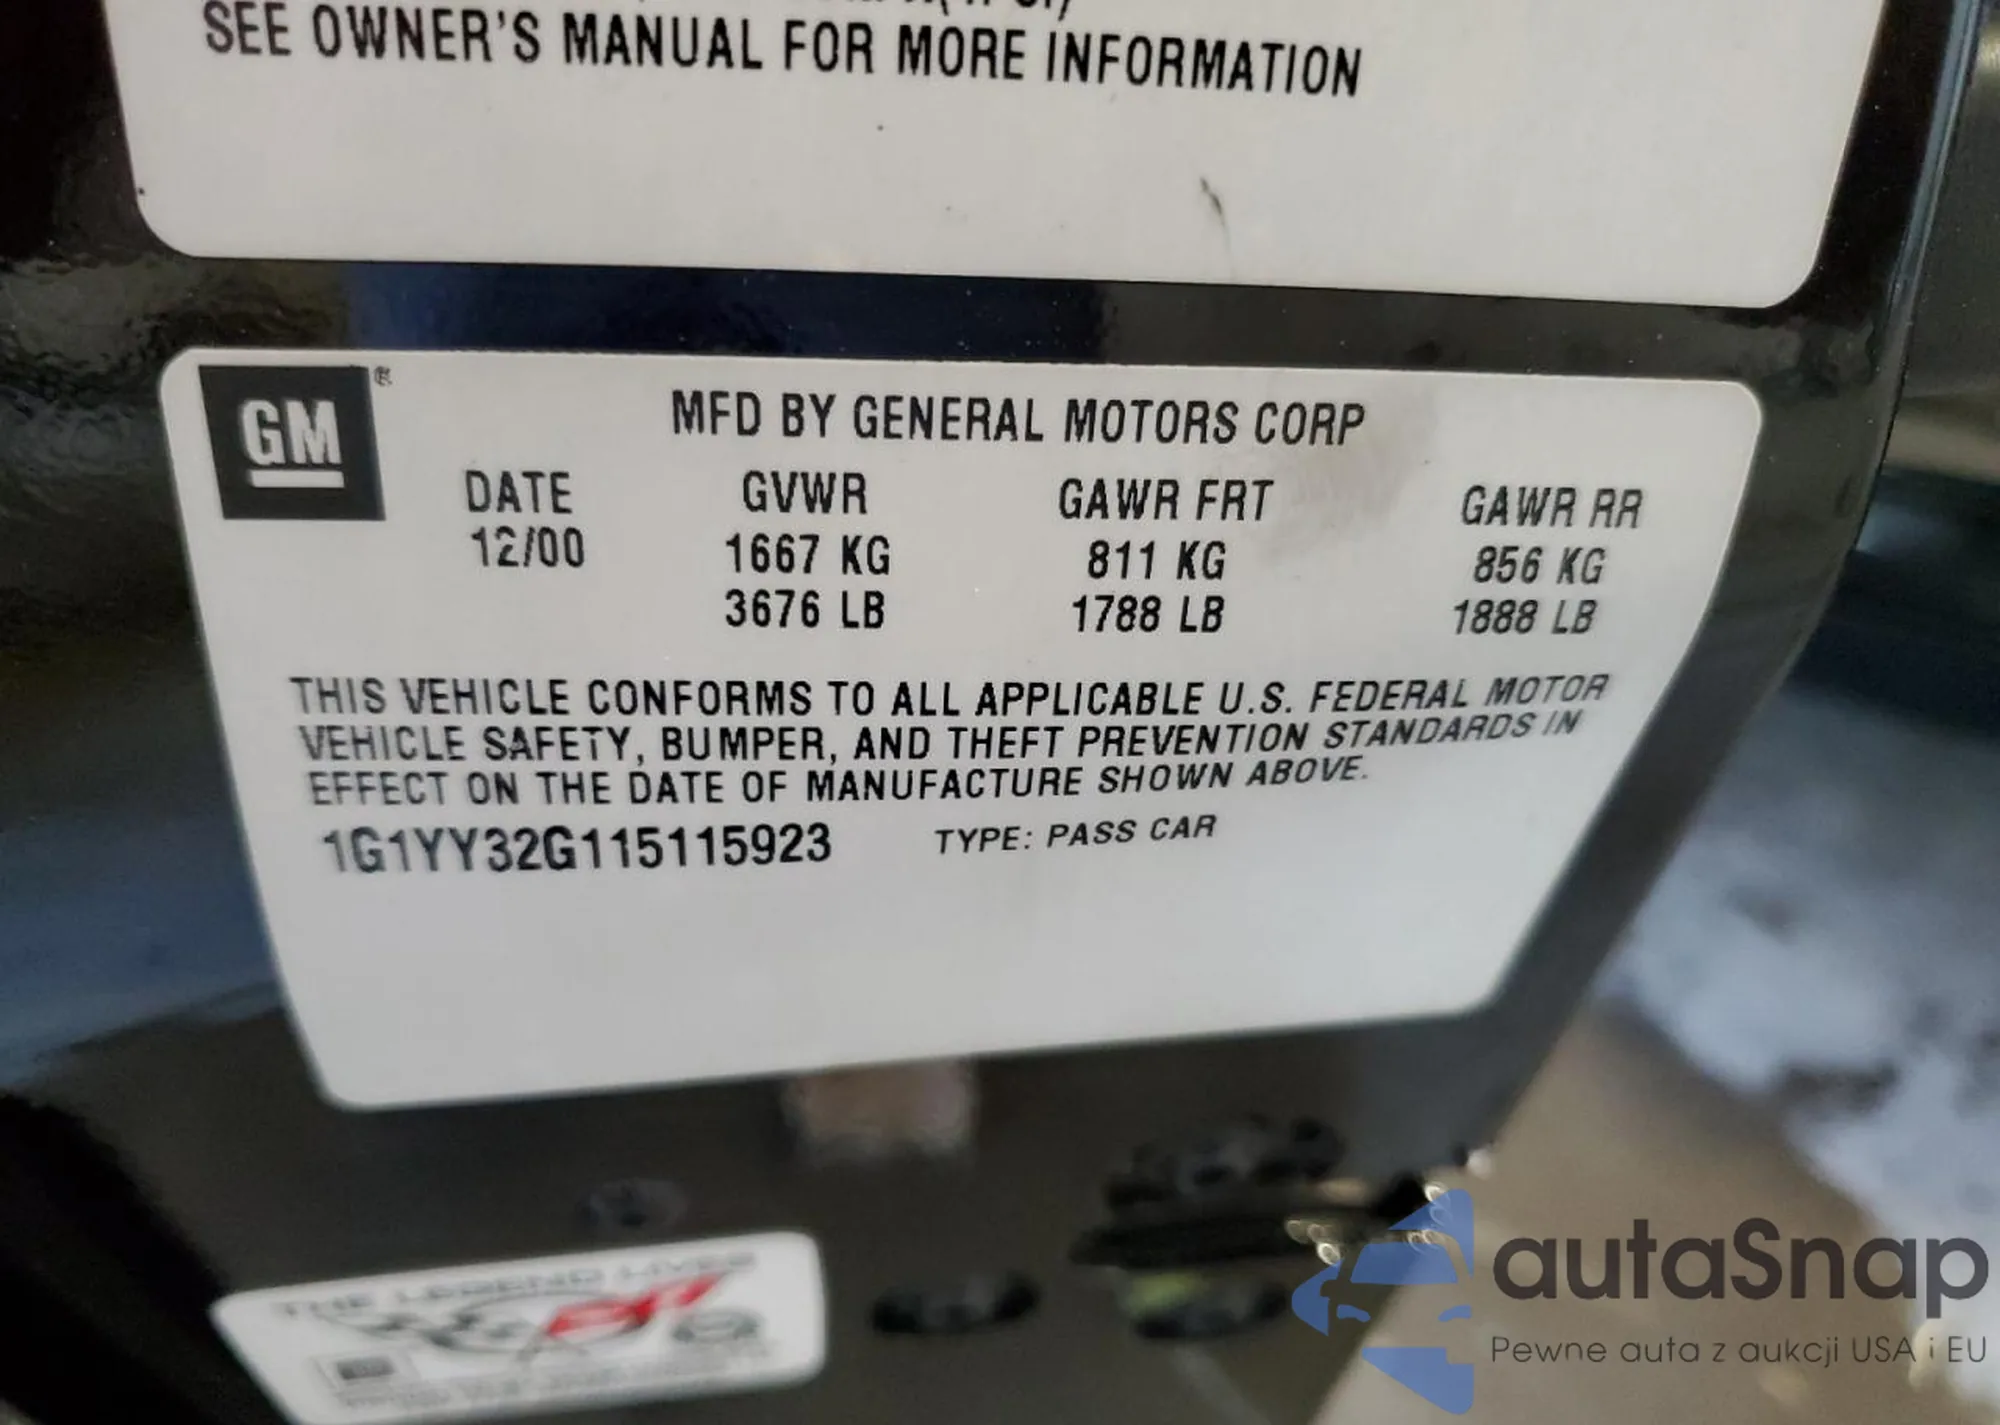 SEE OWNER'S MANUAL FOR MORE INFORMATION
GM
MFD BY GENERAL MOTORS CORP
DATE GVWR GAWR FRT GAWR RR
12/00 1667 KG 811 KG 856 KG
3676 LB 1788 LB 1888 LB
THIS VEHICLE CONFORMS TO ALL APPLICABLE U.S. FEDERAL MOTOR
VEHICLE SAFETY, BUMPER, AND THEFT PREVENTION STANDARDS IN
EFFECT ON THE DATE OF MANUFACTURE SHOWN ABOVE.
1G1YY32G115115923 TYPE: PASS CAR
THE LEGEND LIVES
autaSnap
Pewne auta z aukcji USA i EU